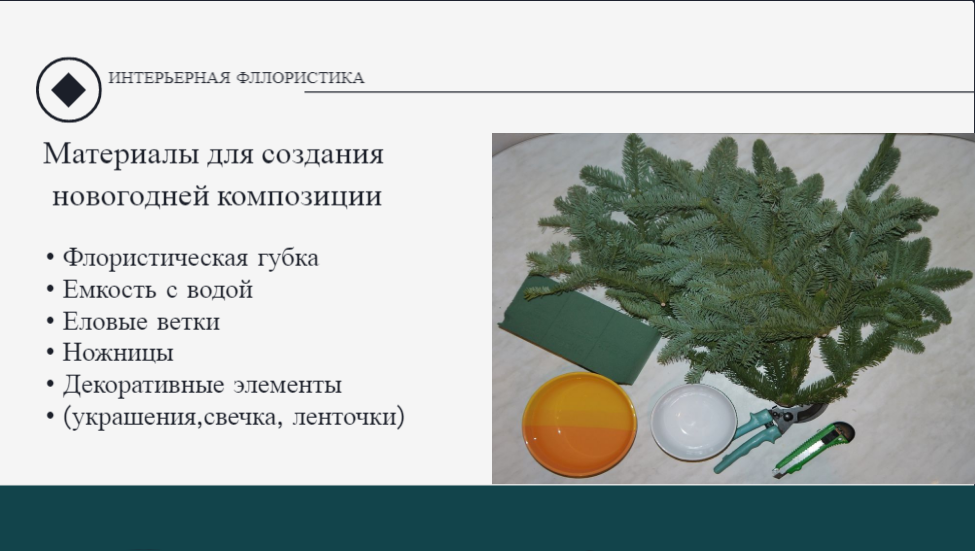 ИНТЕРЬЕРНАЯ ФЛЛОРИСТИКА
Материалы для создания
новогодней композиции
• Флористическая губка
• Емкость с водой
• Еловые ветки
• Ножницы
• Декоративные элементы
• (украшения,свечка, ленточки)